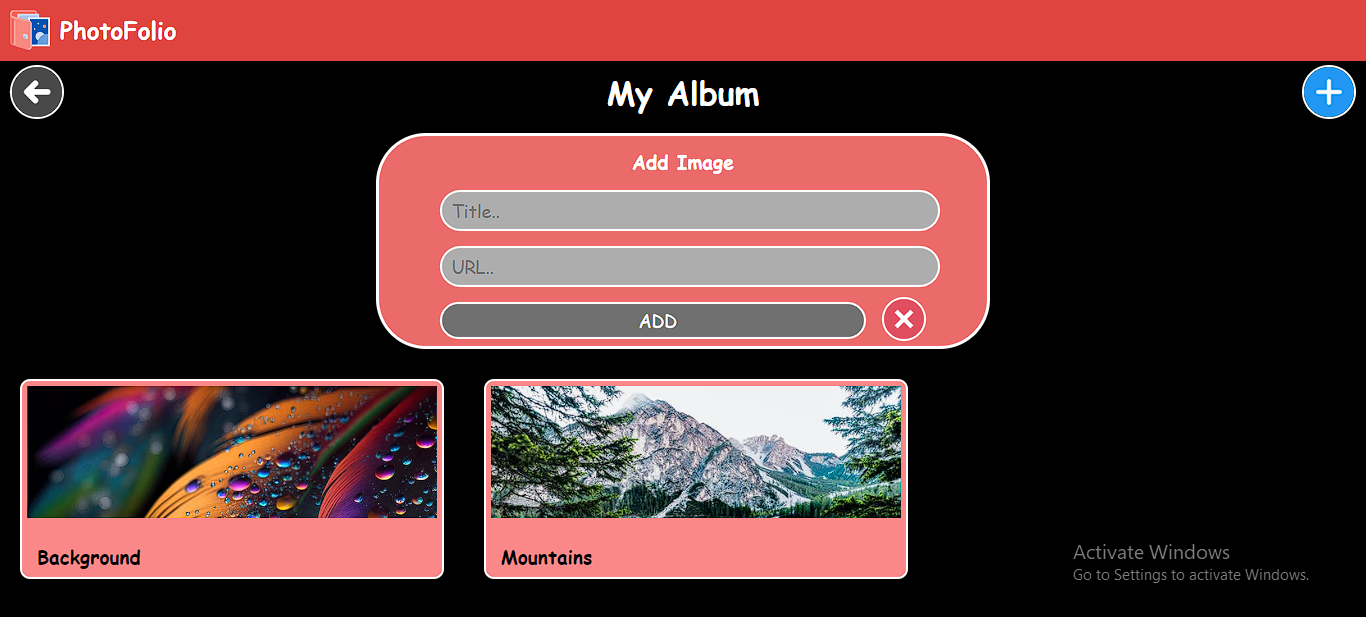 PhotoFolio
My Album
Add Image
Title..
URL..
ADD
Background
Mountains
Activate Windows
Go to Settings to activate Windows.